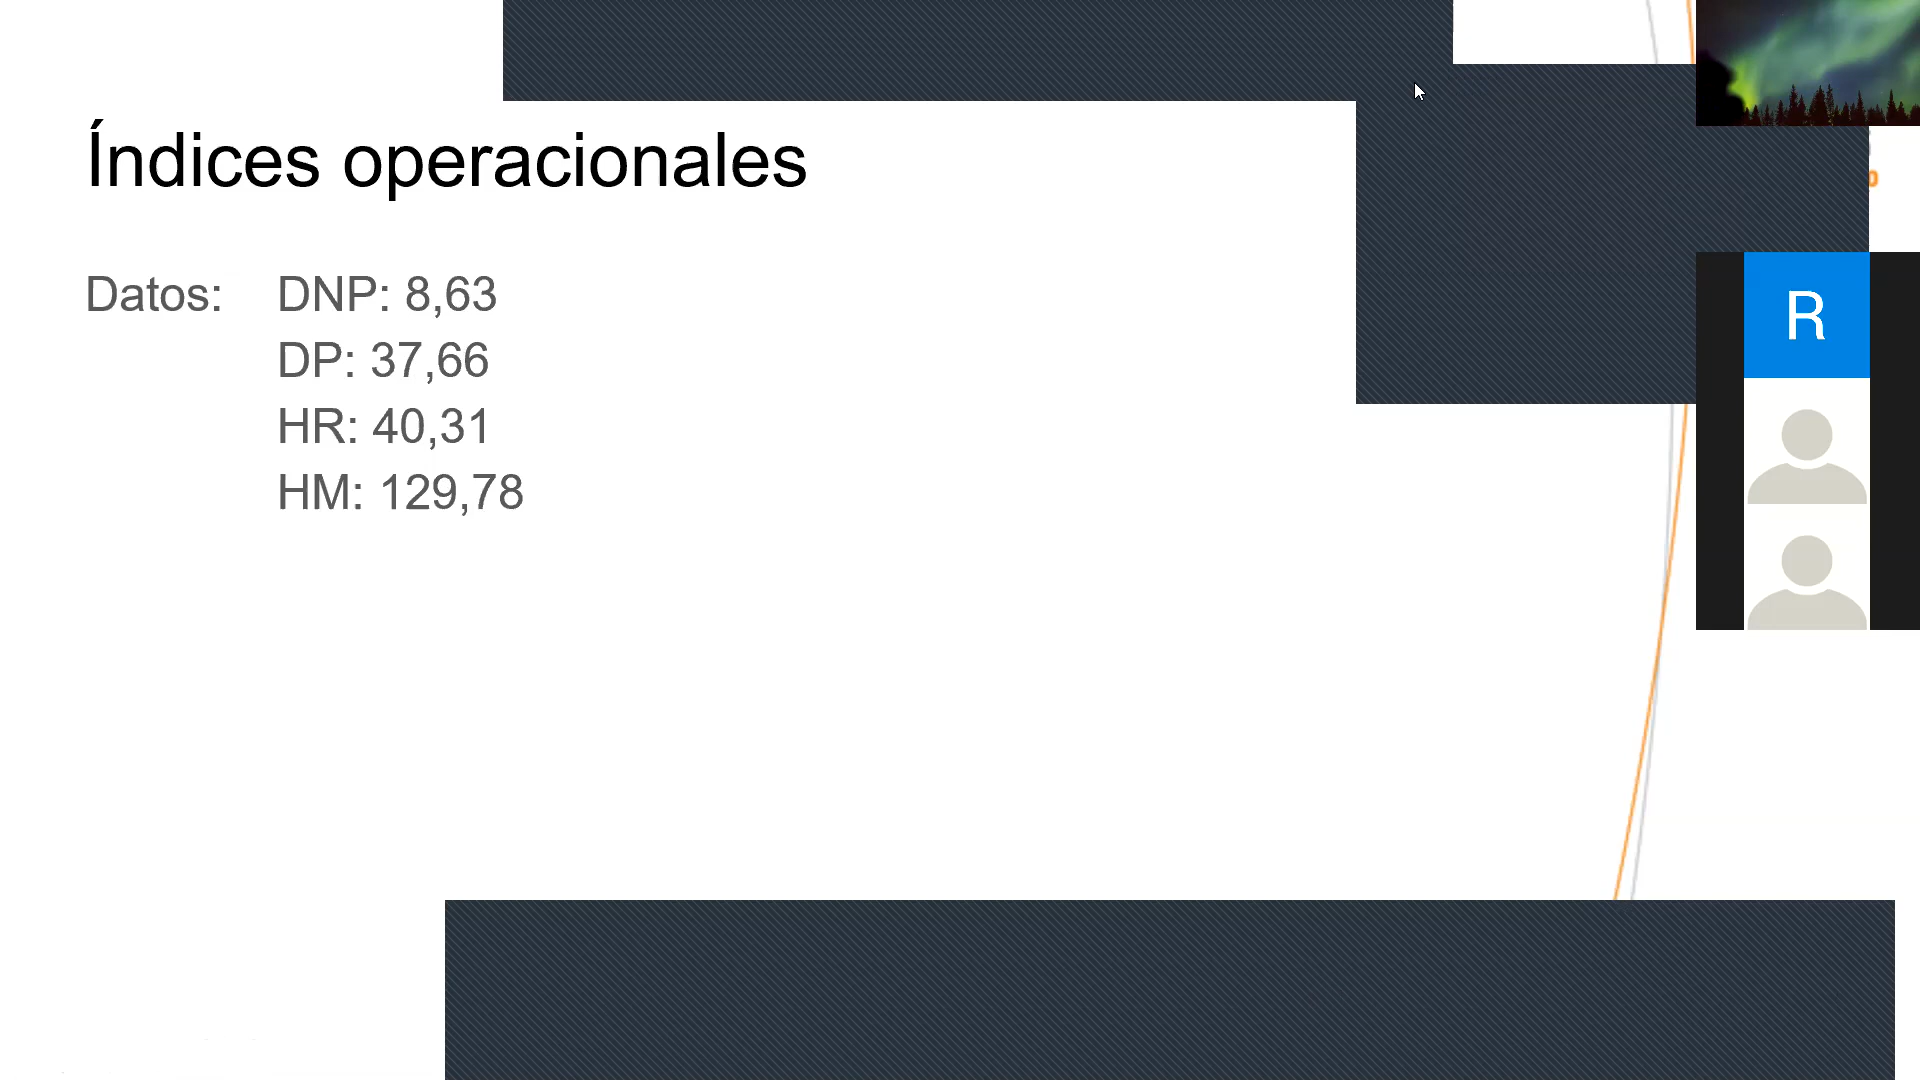 Índices operacionales
Datos: DNP: 8,63
DP: 37,66
HR: 40,31
HM: 129,78
R